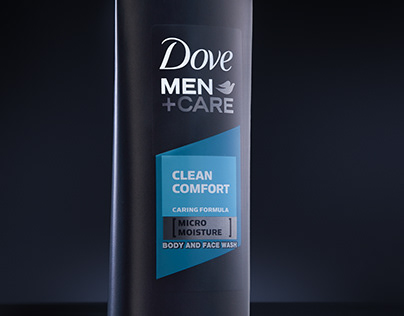 Dove
MEN
+CARE
CLEAN
COMFORT
CARING FORMULA
MICRO
MOISTURE
BODY AND FACE WASH